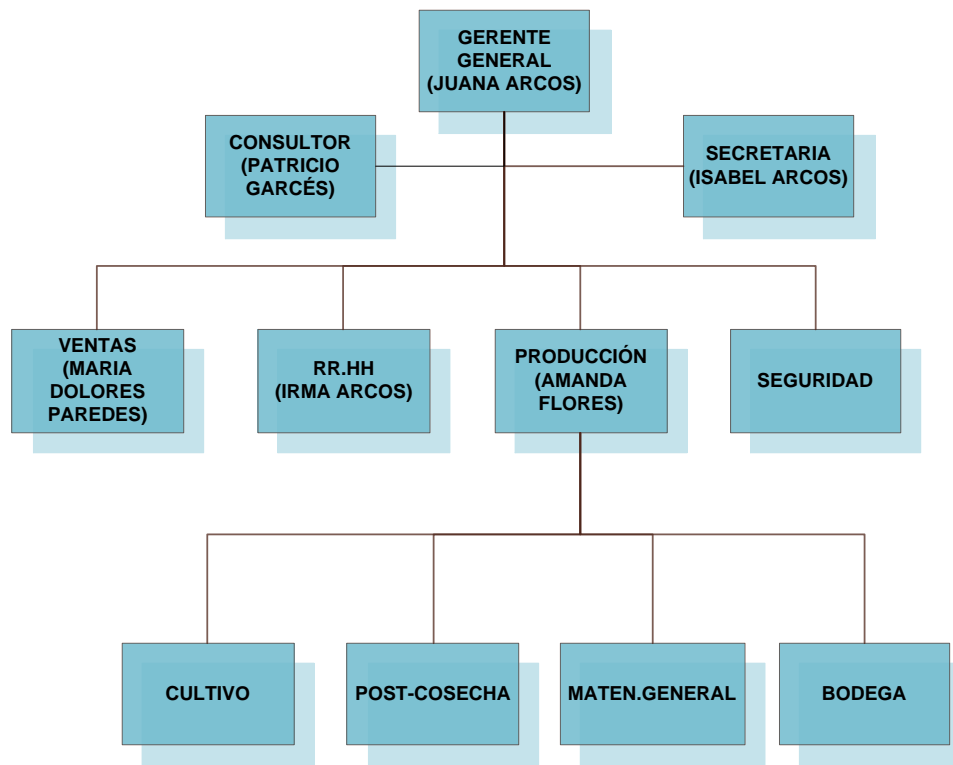 GERENTE
GENERAL
(JUANA ARCOS)
CONSULTOR
(PATRICIO
GARCÉS)
SECRETARIA
(ISABEL ARCOS)
VENTAS
(MARIA
DOLORES
PAREDES)
RR.HH
(IRMA ARCOS)
PRODUCCIÓN
(AMANDA
FLORES)
SEGURIDAD
CULTIVO
POST-COSECHA
MATEN.GENERAL
BODEGA